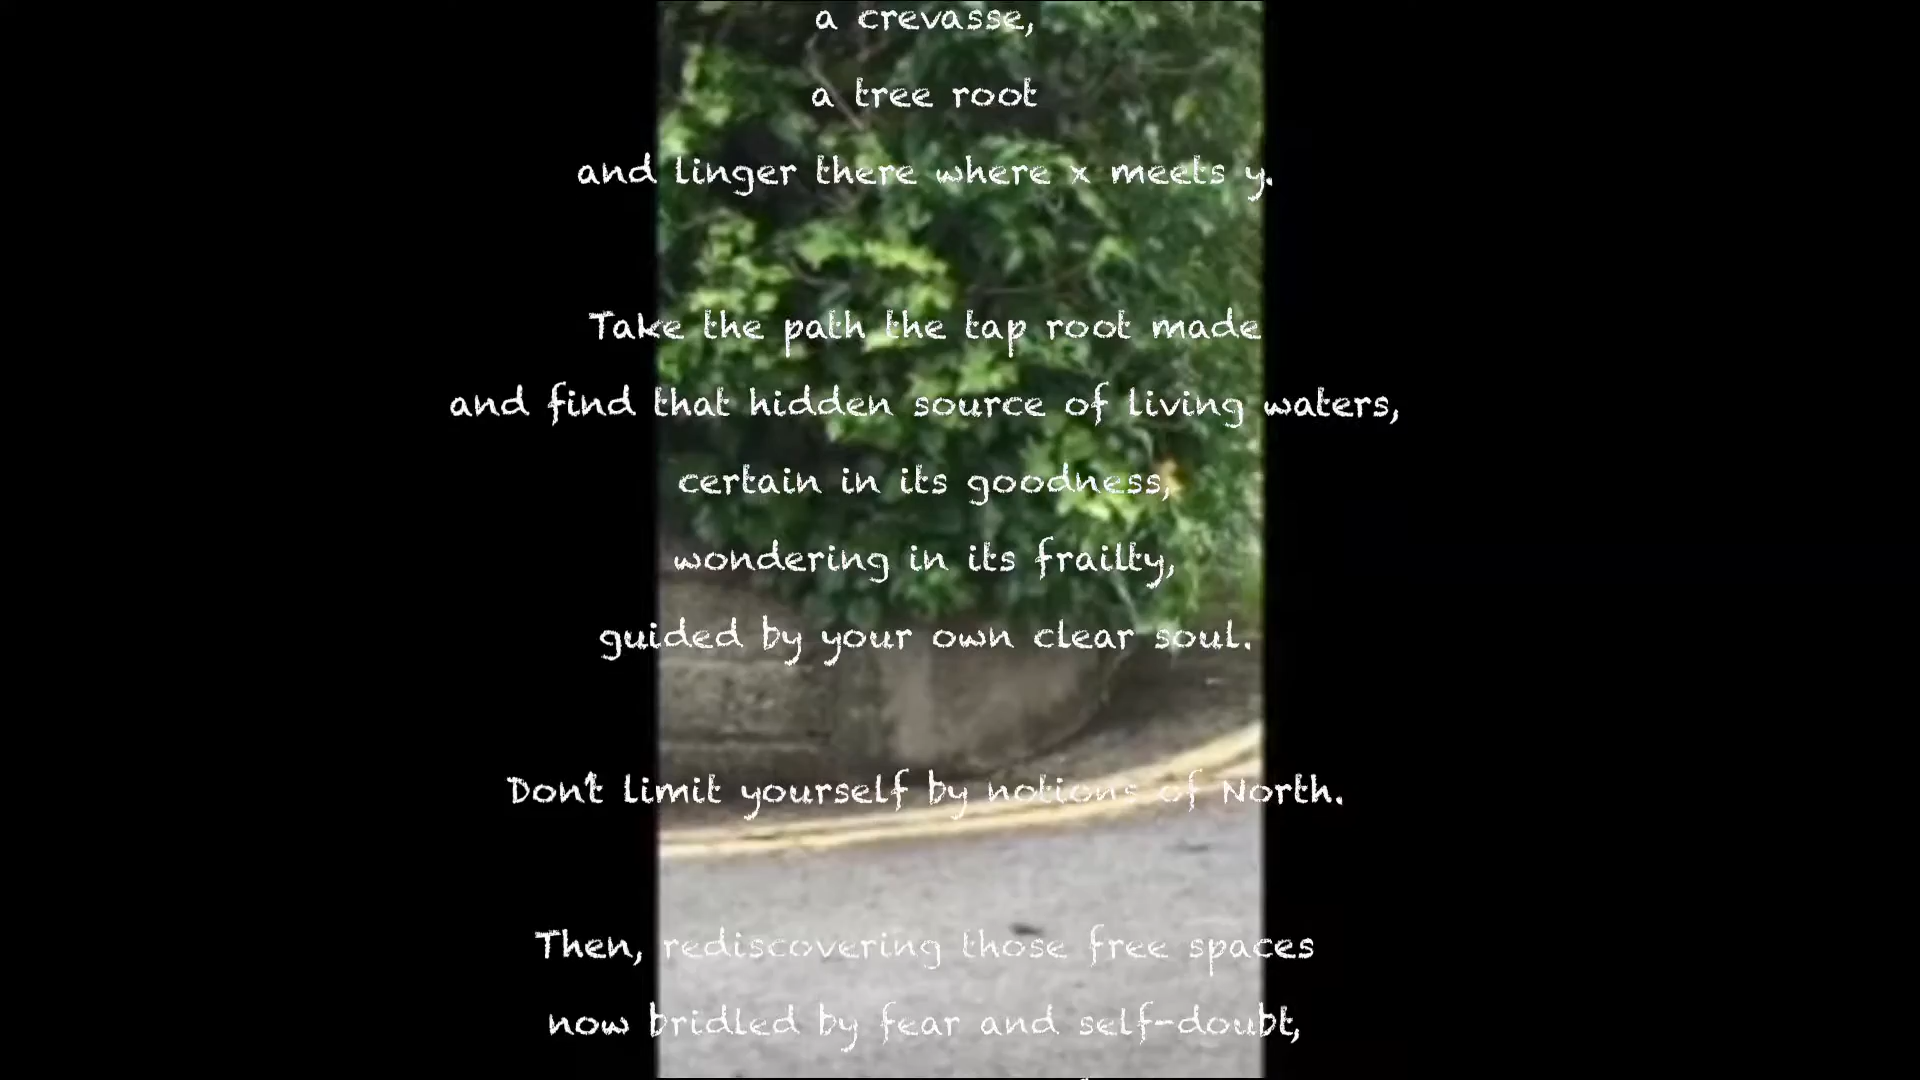 a crevasse,
a tree root
and linger there where x meets y.
Take the path the tap root made
and find that hidden source of living waters,
certain in its goodness,
wondering in its frailty,
guided by your own clear soul.
Don't limit yourself by notions of North.
Then, rediscovering those free spaces
now bridled by fear and self-doubt,